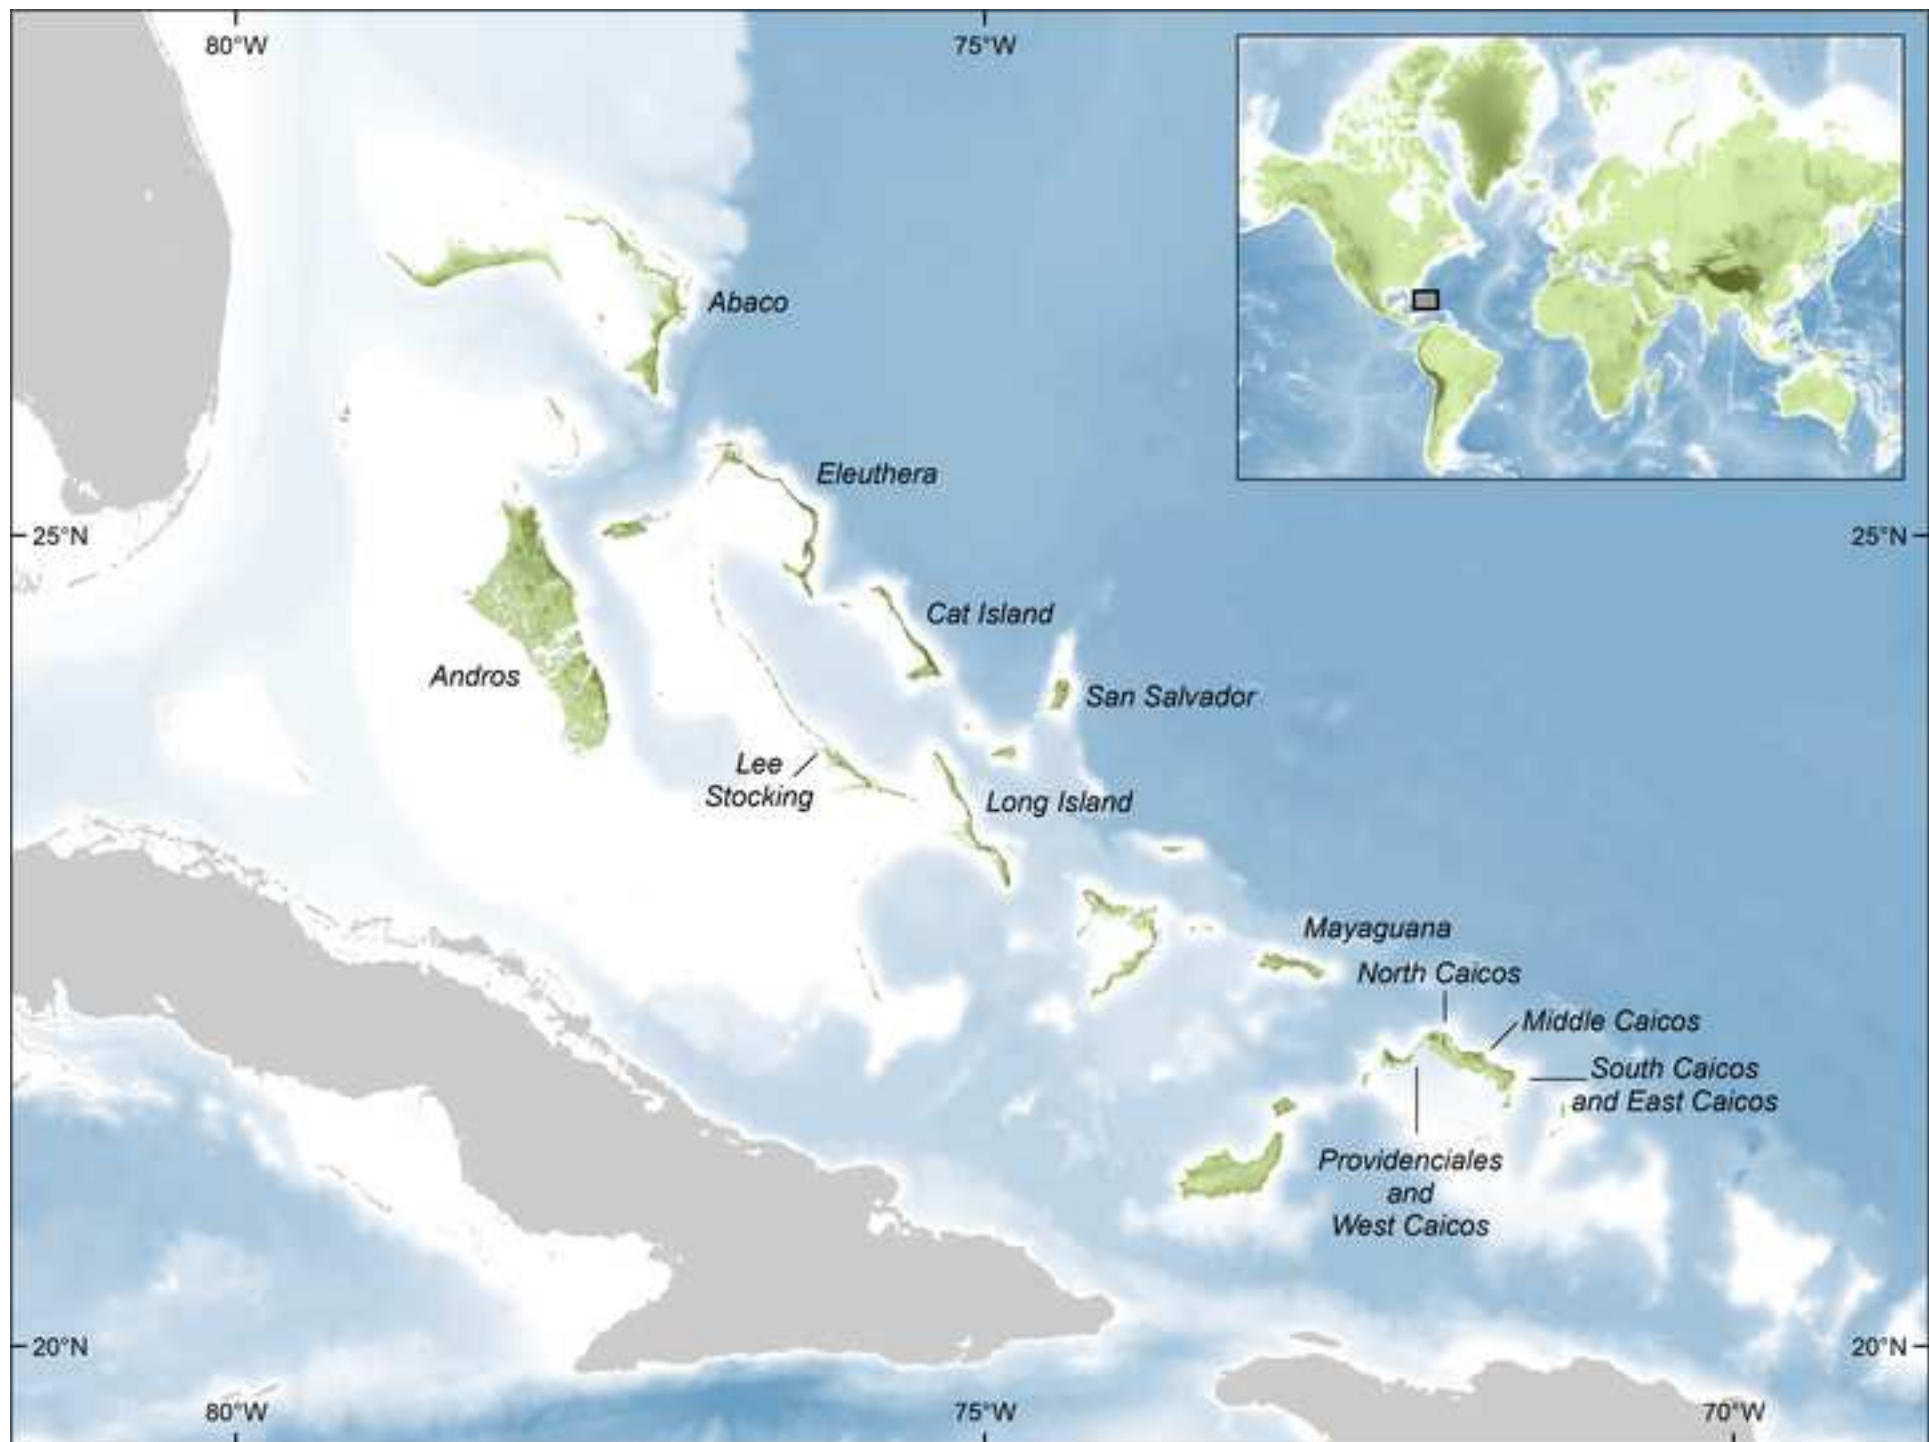 80°W
75°W
Abaco
Eleuthera
25°N
25°N
Cat Island
Andros
San Salvador
Lee
Stocking
Long Island
Mayaguana
North Caicos
Middle Caicos
South Caicos
and East Caicos
Providenciales
and
West Caicos
20°N
20°N
80°W
75°W
70°W